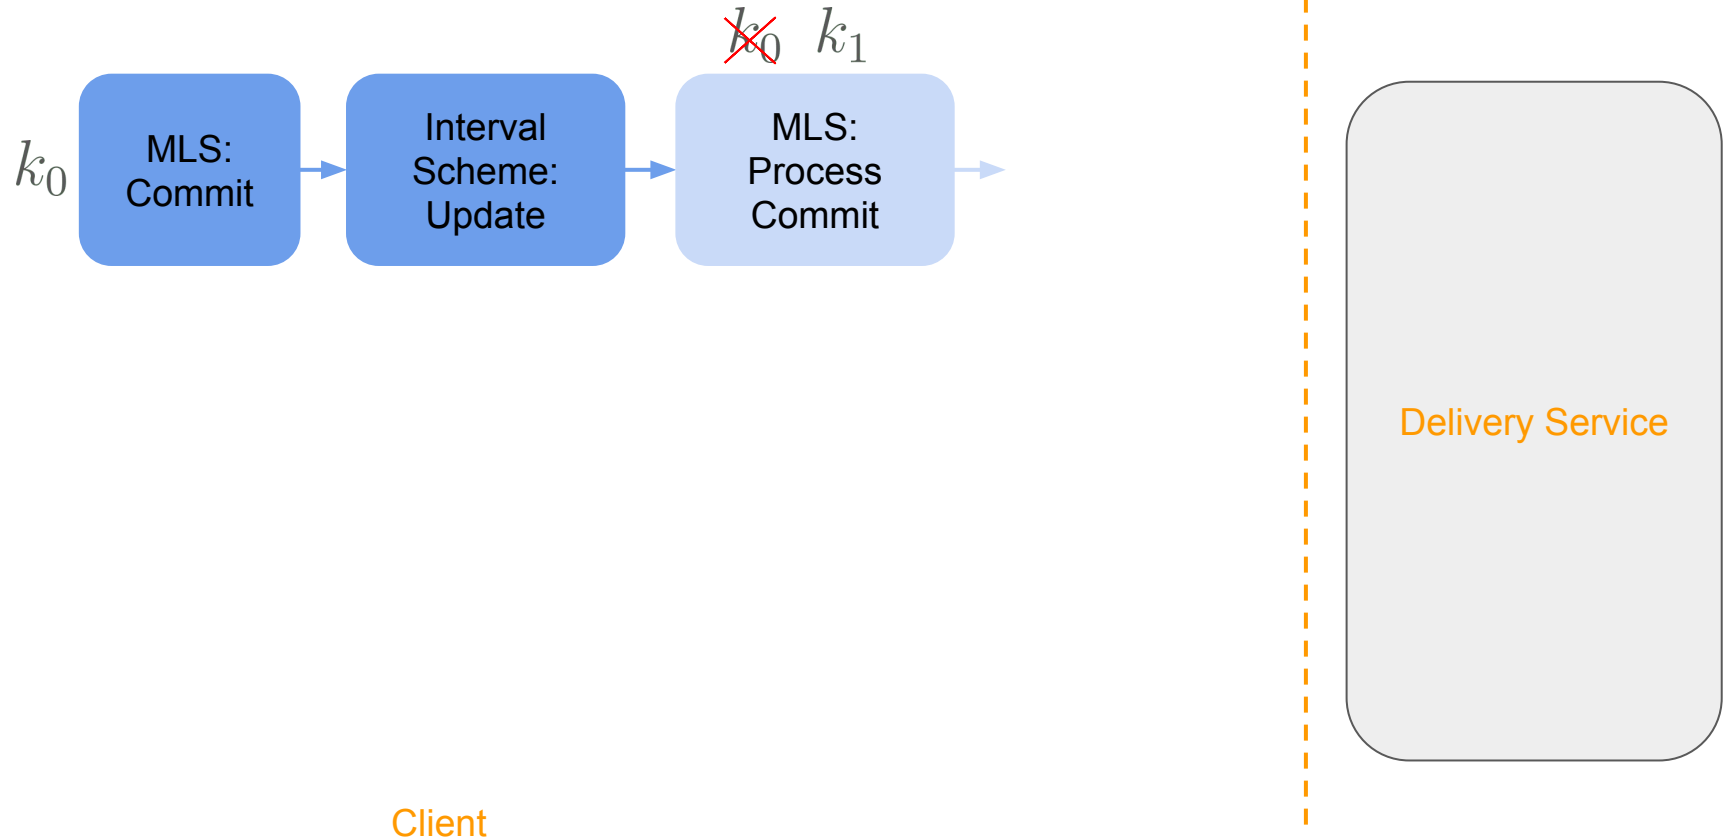 k₀ k₁
k₀
MLS:
Commit
Interval
Scheme:
Update
MLS:
Process
Commit
Delivery Service
Client